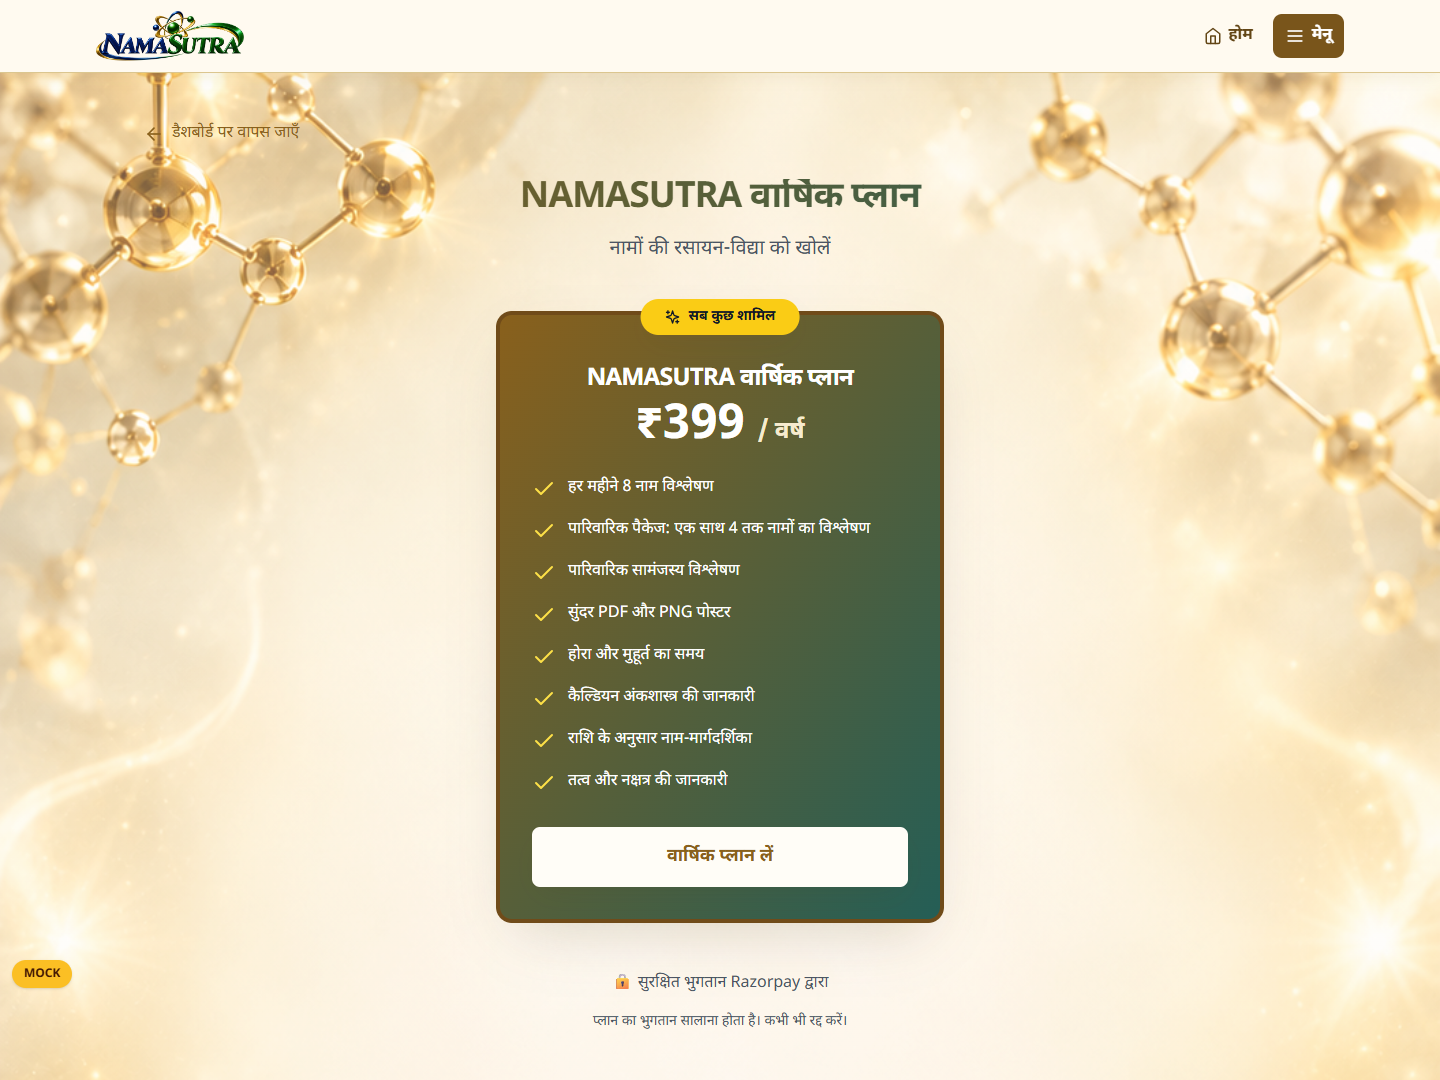 NAMASUTRA
होम
मेनू
डैशबोर्ड पर वापस जाएँ
NAMASUTRA वार्षिक प्लान
नामों की रसायन-विद्या को खोलें
सब कुछ शामिल
NAMASUTRA वार्षिक प्लान
₹399 / वर्ष
हर महीने 8 नाम विश्लेषण
पारिवारिक पैकेज: एक साथ 4 तक नामों का विश्लेषण
पारिवारिक सामंजस्य विश्लेषण
सुंदर PDF और PNG पोस्टर
होरा और मुहूर्त का समय
कैल्डियन अंकशास्त्र की जानकारी
राशि के अनुसार नाम-मार्गदर्शिका
तत्व और नक्षत्र की जानकारी
वार्षिक प्लान लें
MOCK
🔒 सुरक्षित भुगतान Razorpay द्वारा
प्लान का भुगतान सालाना होता है। कभी भी रद्द करें।